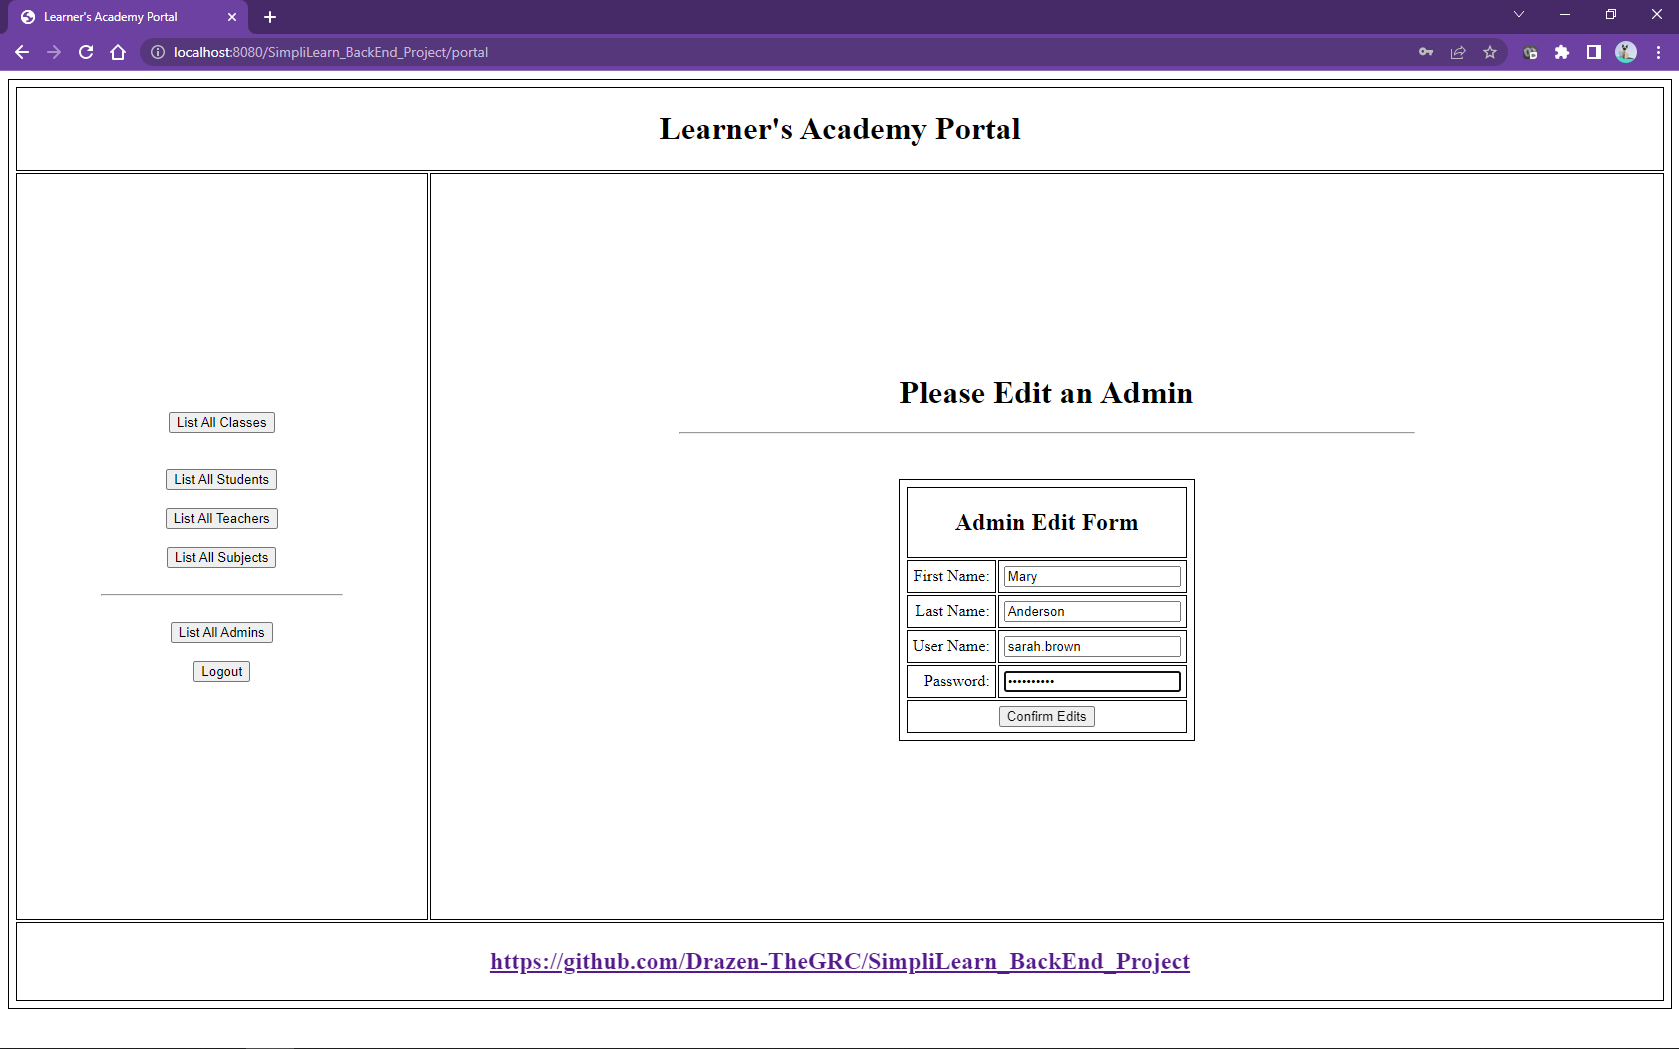 Learner's Academy Portal
localhost:8080/SimpliLearn_BackEnd_Project/portal
Learner's Academy Portal
List All Classes
List All Students
List All Teachers
List All Subjects
List All Admins
Logout
Please Edit an Admin
Admin Edit Form
First Name: Mary
Last Name: Anderson
User Name: sarah.brown
Password: ••••••••••
Confirm Edits
https://github.com/Drazen-TheGRC/SimpliLearn_BackEnd_Project